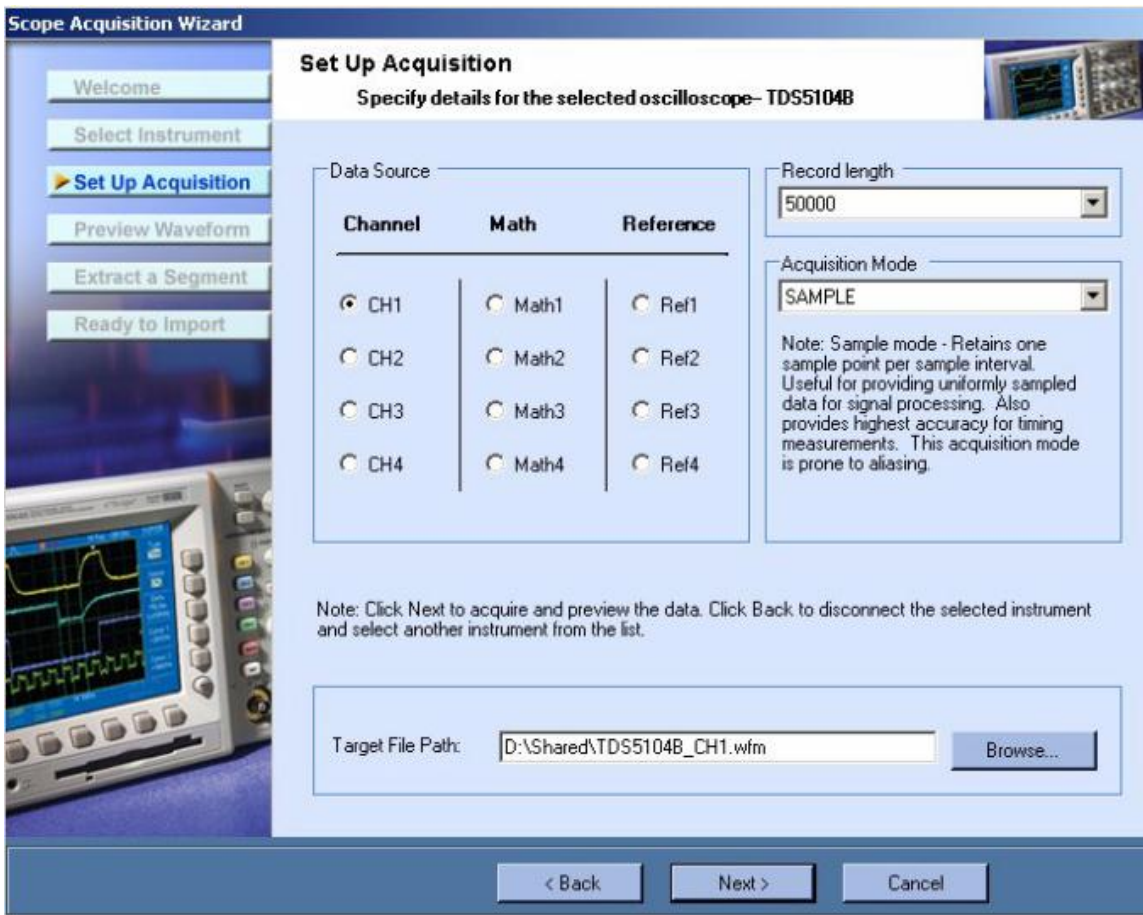 Scope Acquisition Wizard
Welcome
Select Instrument
Set Up Acquisition
Preview Waveform
Extract a Segment
Ready to Import
Set Up Acquisition
Specify details for the selected oscilloscope– TDS5104B
Data Source
Channel Math Reference
CH1 Math1 Ref1
CH2 Math2 Ref2
CH3 Math3 Ref3
CH4 Math4 Ref4
Record length
50000
Acquisition Mode
SAMPLE
Note: Sample mode - Retains one
sample point per sample interval.
Useful for providing uniformly sampled
data for signal processing. Also
provides highest accuracy for timing
measurements. This acquisition mode
is prone to aliasing.
Note: Click Next to acquire and preview the data. Click Back to disconnect the selected instrument
and select another instrument from the list.
Target File Path: D:\Shared\TDS5104B_CH1.wfm Browse...
< Back Next > Cancel